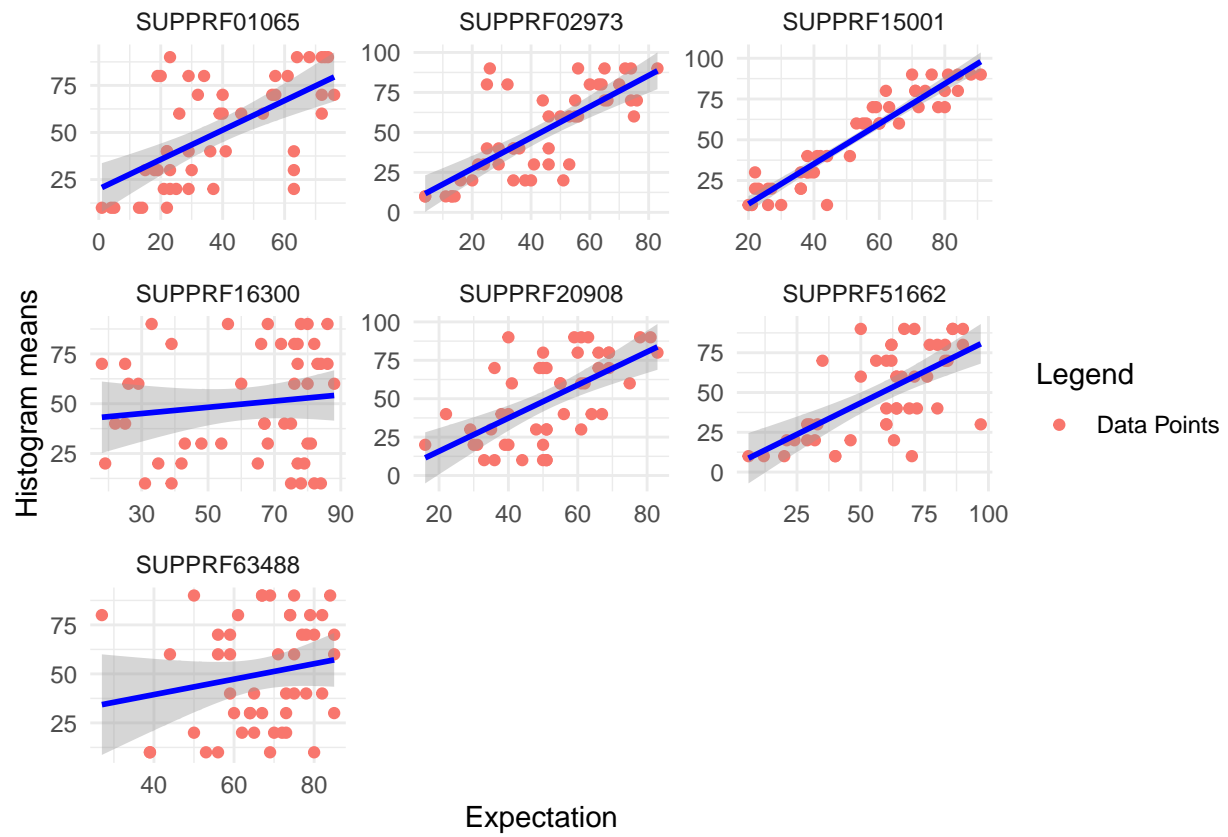 SUPPRF01065 SUPPRF02973 SUPPRF15001
75
50
25
0 20 40 60
100
75
50
25
0
20 40 60 80
100
75
50
25
0
20 40 60 80
SUPPRF16300 SUPPRF20908 SUPPRF51662
75
50
25
30 50 70 90
100
75
50
25
0
20 40 60 80
75
50
25
0
25 50 75 100
SUPPRF63488
75
50
25
40 60 80
Histogram means
Expectation
Legend
Data Points